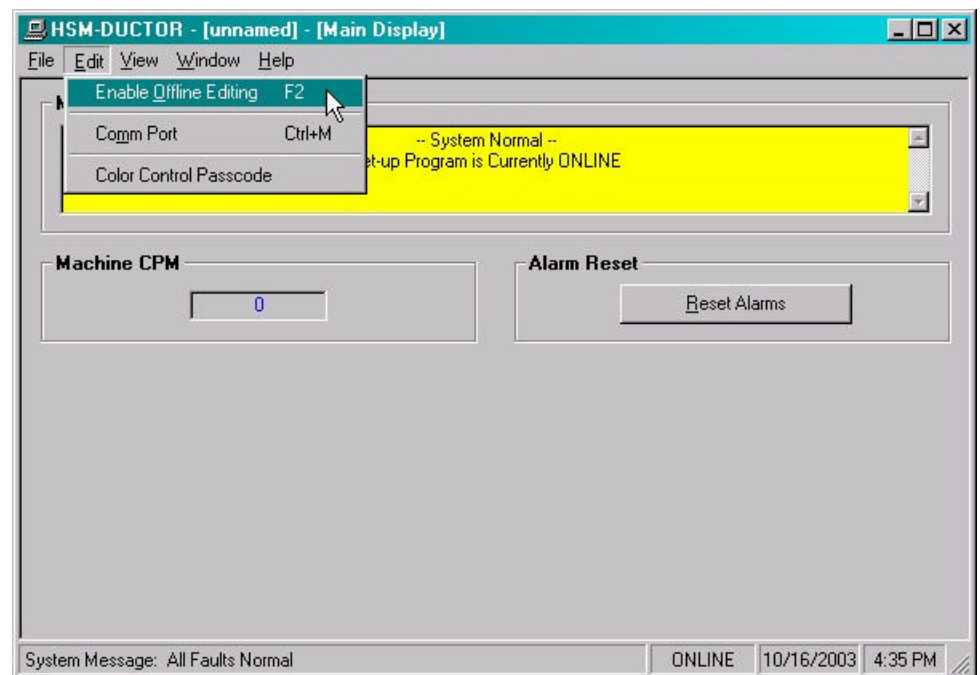 HSM-DUCTOR - [unnamed] - [Main Display]
File Edit View Window Help
Enable Offline Editing F2
Comm Port Ctrl+M
Color Control Passcode
-- System Normal --
et-up Program is Currently ONLINE
Machine CPM
0
Alarm Reset
Reset Alarms
System Message: All Faults Normal
ONLINE
10/16/2003
4:35 PM